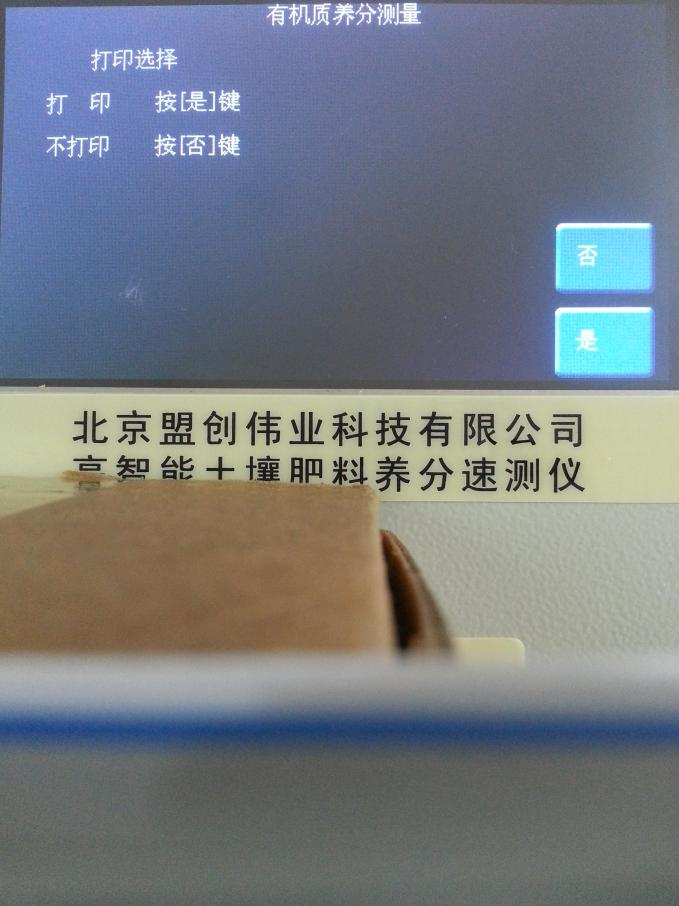 有机质养分测量
打印选择
打 印 按[是]键
不打印 按[否]键
否
是
北京盟创伟业科技有限公司
高智能土壤肥料养分速测仪